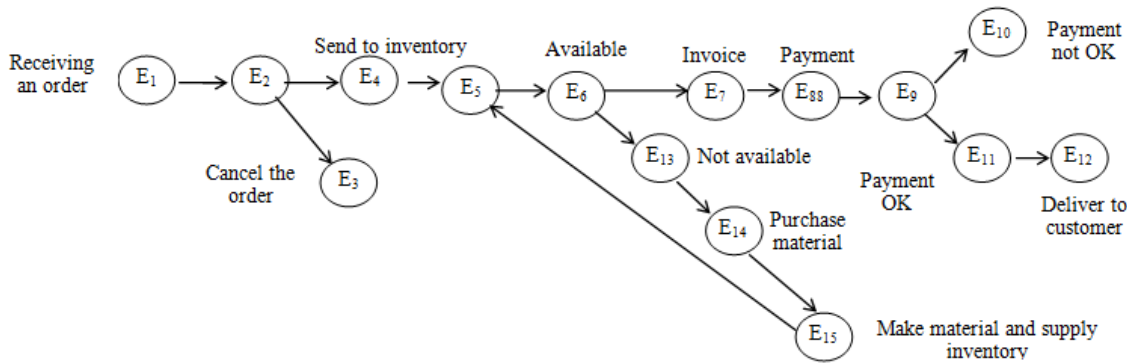 Receiving
an order
E1
E2
Cancel the
order
E3
Send to inventory
E4
E5
Available
E6
Invoice
E7
Payment
E88
E9
E10
Payment
not OK
E11
Payment
OK
E12
Deliver to
customer
E13
Not available
E14
Purchase
material
E15
Make material and supply
inventory